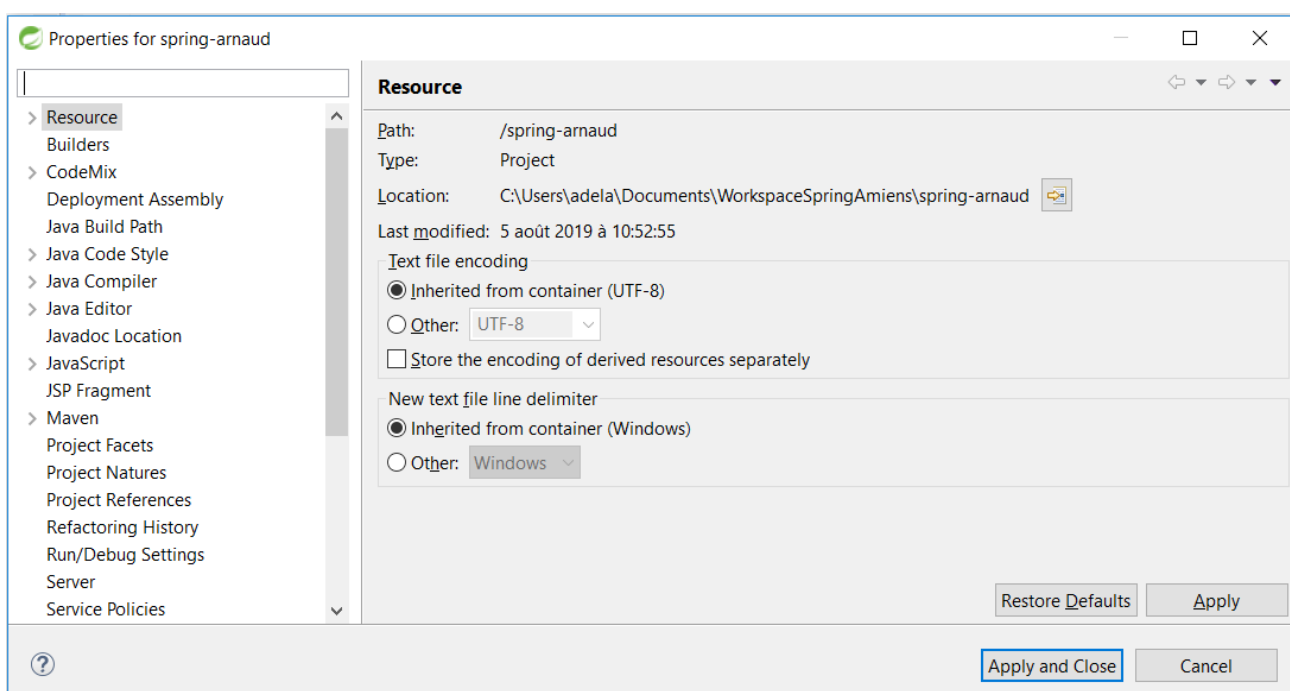 Properties for spring-arnaud
Resource
Builders
CodeMix
Deployment Assembly
Java Build Path
Java Code Style
Java Compiler
Java Editor
Javadoc Location
JavaScript
JSP Fragment
Maven
Project Facets
Project Natures
Project References
Refactoring History
Run/Debug Settings
Server
Service Policies
Resource
Path: /spring-arnaud
Type: Project
Location: C:\Users\adela\Documents\WorkspaceSpringAmiens\spring-arnaud
Last modified: 5 août 2019 à 10:52:55
Text file encoding
Inherited from container (UTF-8)
Other: UTF-8
Store the encoding of derived resources separately
New text file line delimiter
Inherited from container (Windows)
Other: Windows
Restore Defaults Apply
? Apply and Close Cancel